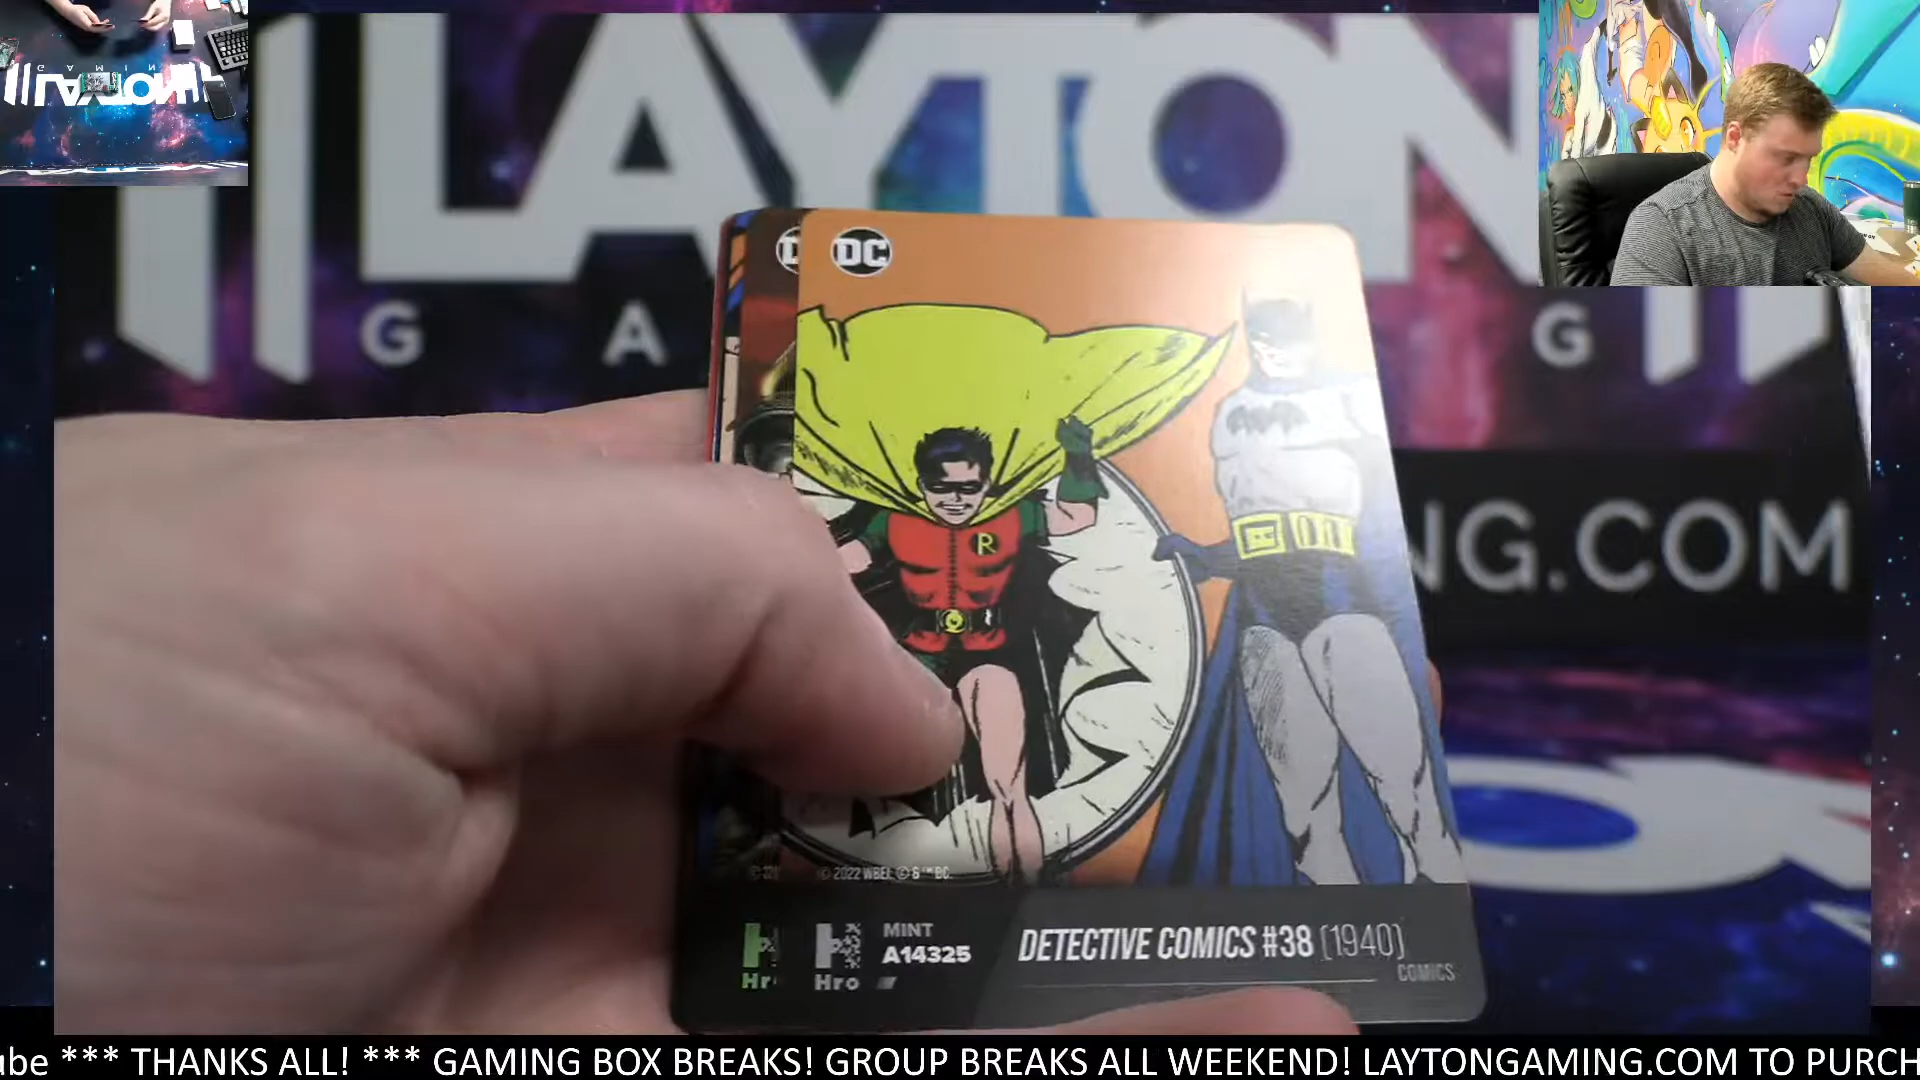 LAYTON
G A G
NG.COM
DC
R
© 2022 WBEI.
MINT
A14325
Hro
DETECTIVE COMICS #38 (1940)
COMICS
ube *** THANKS ALL! *** GAMING BOX BREAKS! GROUP BREAKS ALL WEEKEND! LAYTONGAMING.COM TO PURCH